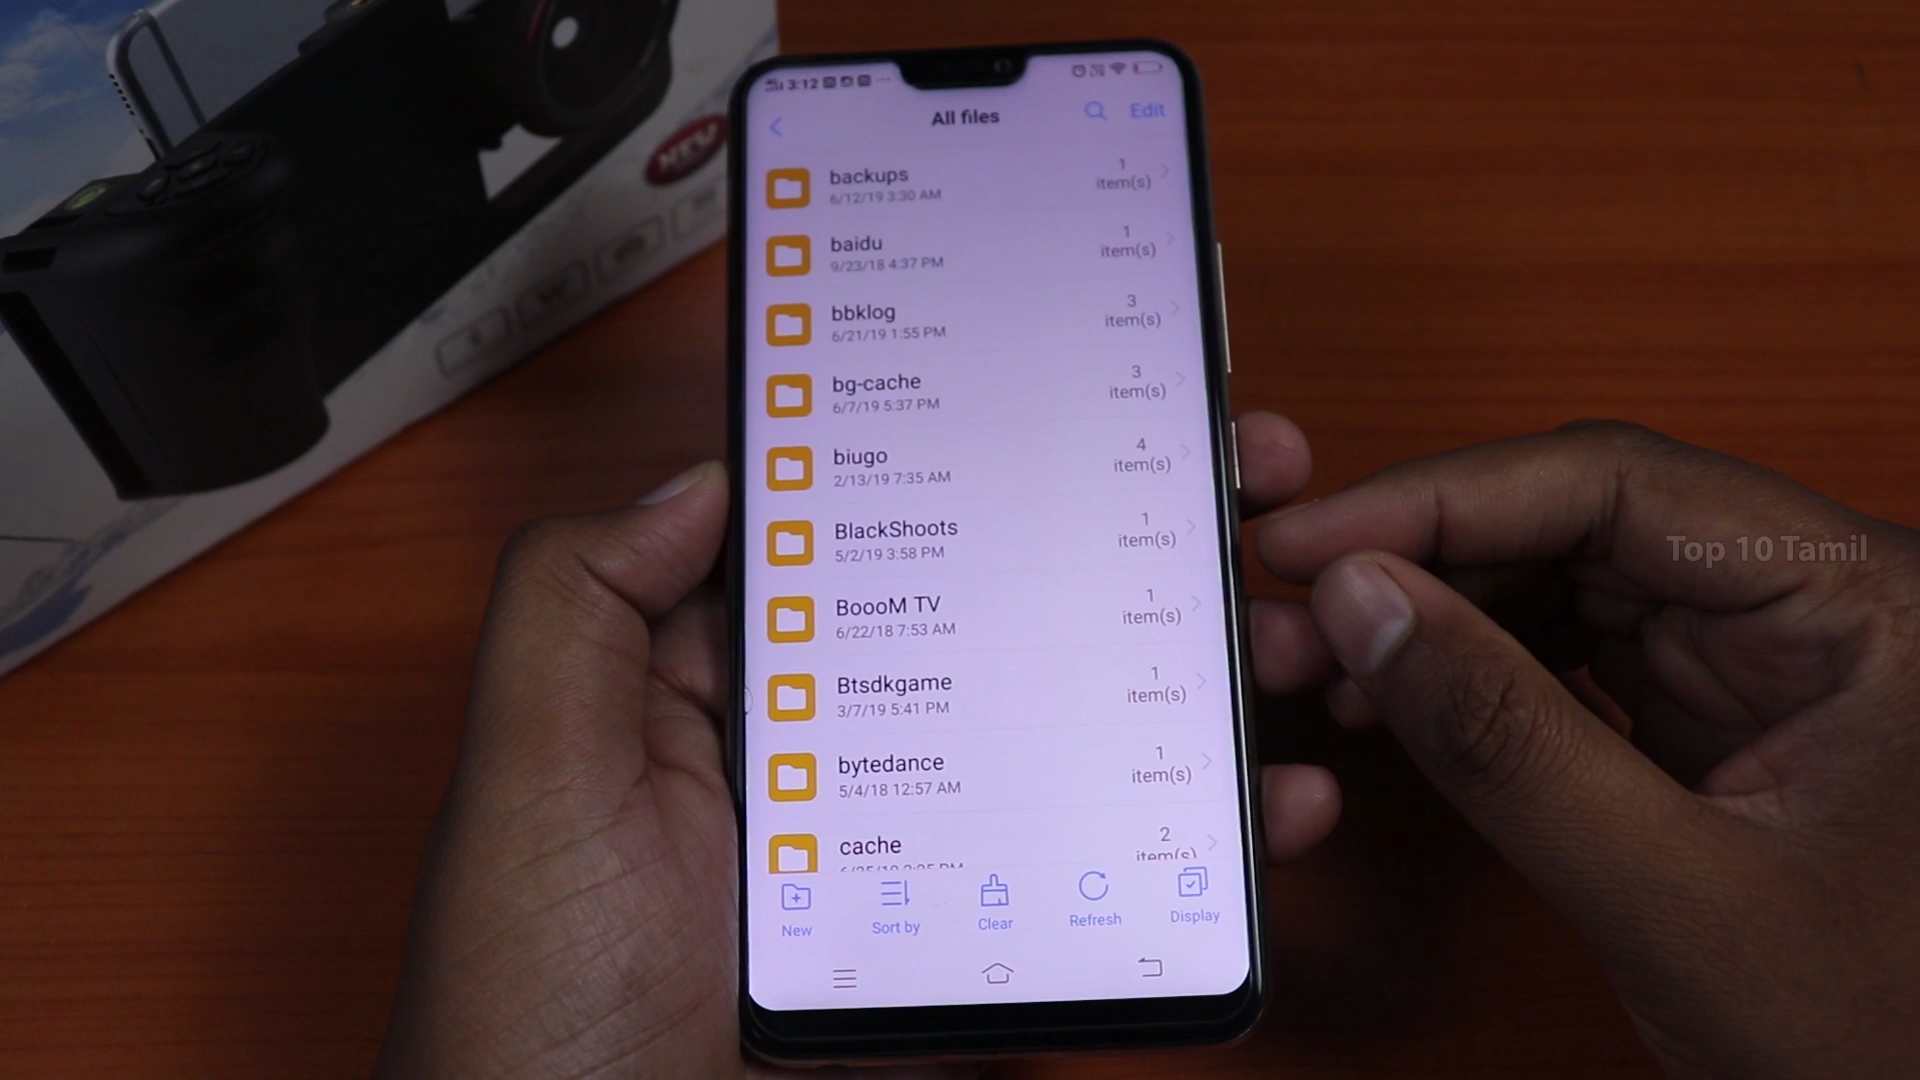 3:12
All files
Edit
backups
6/12/19 3:30 AM
1
item(s)
baidu
9/23/18 4:37 PM
1
item(s)
bbklog
6/21/19 1:55 PM
3
item(s)
bg-cache
6/7/19 5:37 PM
3
item(s)
biugo
2/13/19 7:35 AM
4
item(s)
BlackShoots
5/2/19 3:58 PM
1
item(s)
BoooM TV
6/22/18 7:53 AM
1
item(s)
Btsdkgame
3/7/19 5:41 PM
1
item(s)
bytedance
5/4/18 12:57 AM
1
item(s)
cache
2
item(s)
New
Sort by
Clear
Refresh
Display
Top 10 Tamil